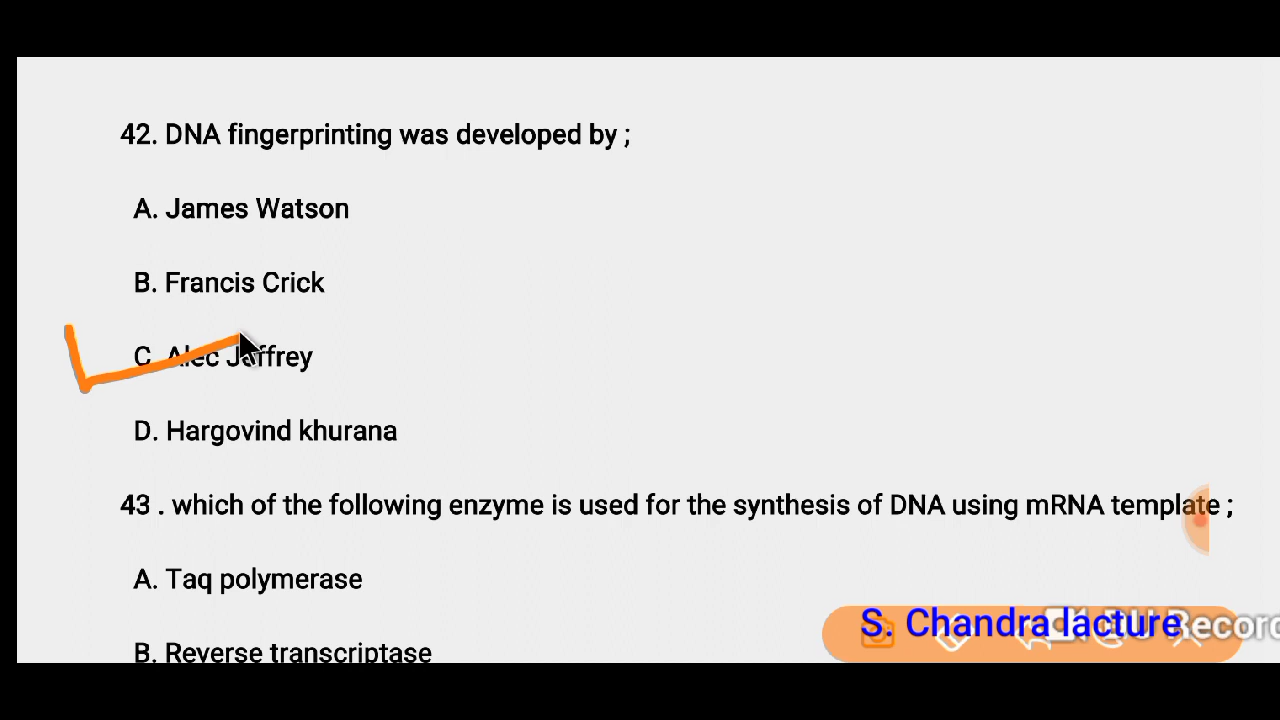 42. DNA fingerprinting was developed by ;
A. James Watson
B. Francis Crick
C. Alec Jeffrey
D. Hargovind khurana
43 . which of the following enzyme is used for the synthesis of DNA using mRNA template ;
A. Taq polymerase
S. Chandra lacture
B. Reverse transcriptase